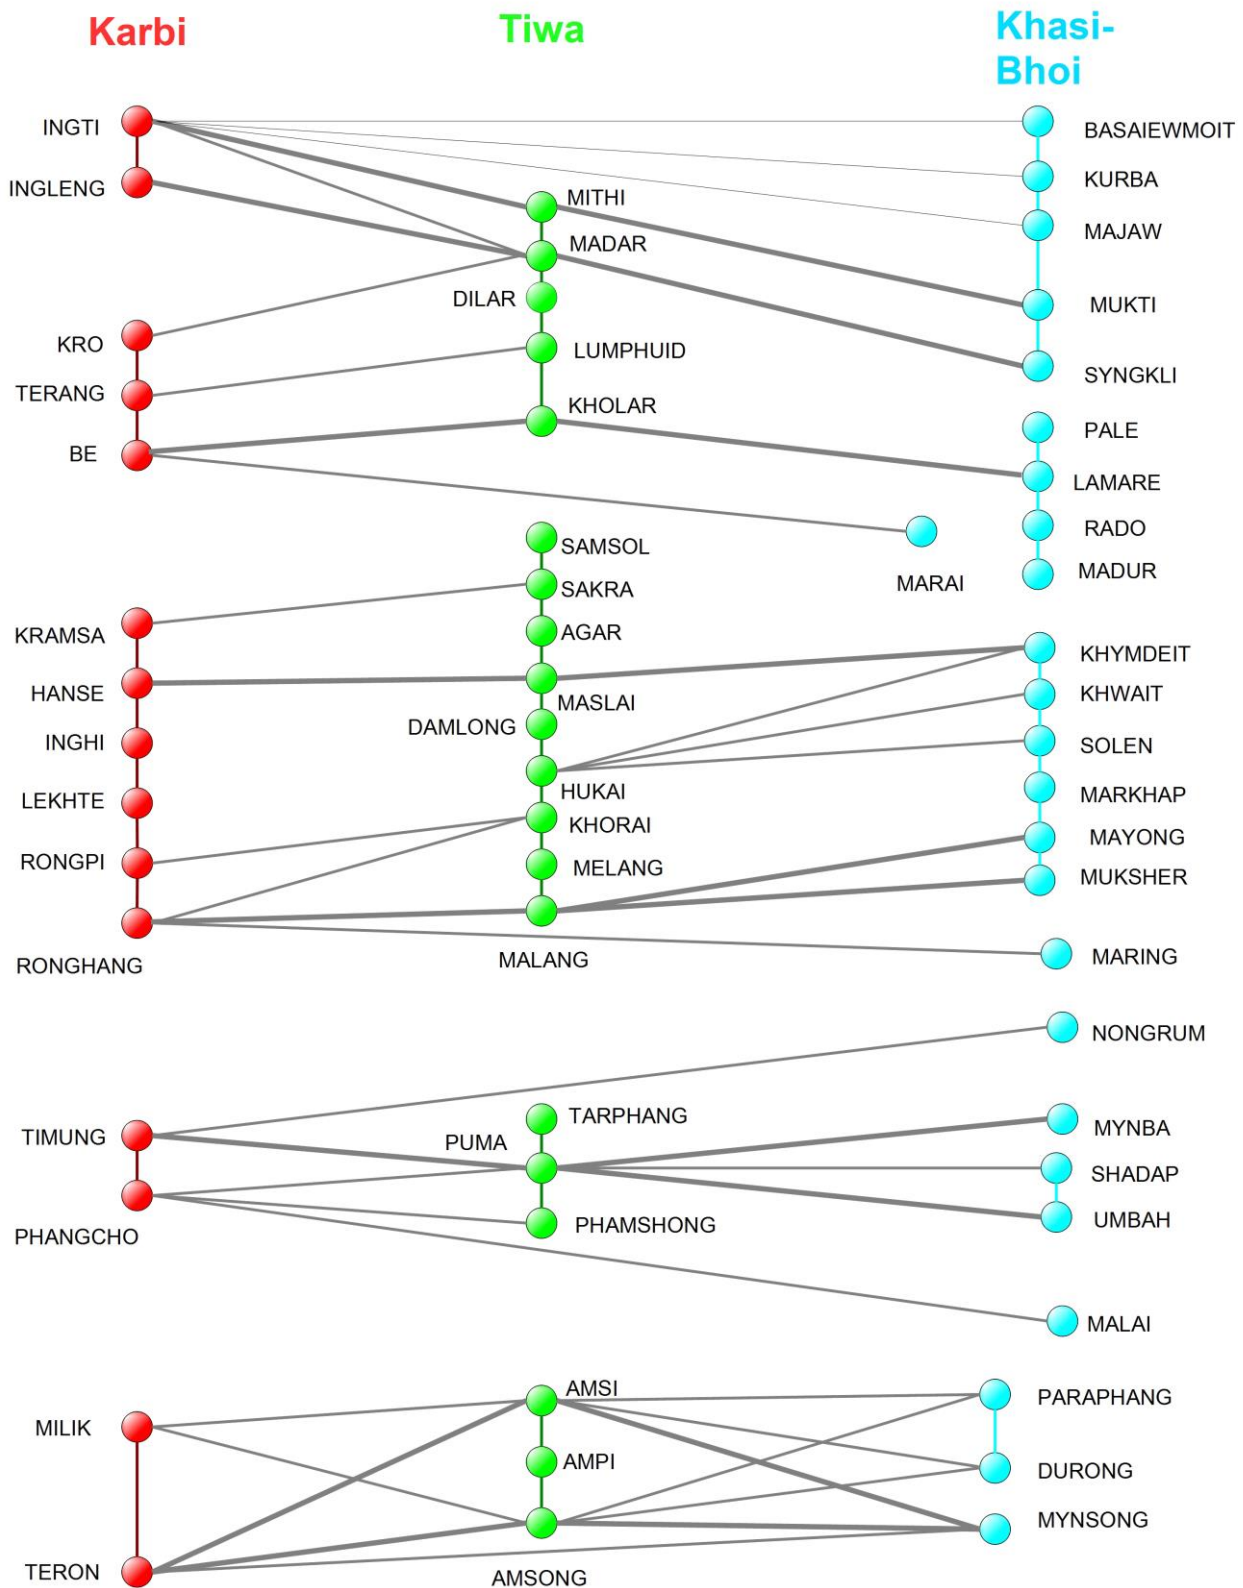 Karbi
Tiwa
Khasi-
Bhoi
INGTI
INGLENG
KRO
TERANG
BE
KRAMSA
HANSE
INGHI
LEKHTE
RONGPI
RONGHANG
TIMUNG
PHANGCHO
MILIK
TERON
MITHI
MADAR
DILAR
LUMPHUID
KHOLAR
SAMSOL
SAKRA
AGAR
MASLAI
DAMLONG
HUKAI
KHORAI
MELANG
MALANG
TARPHANG
PUMA
PHAMSHONG
AMSI
AMPI
AMSONG
BASAIEWMOIT
KURBA
MAJAW
MUKTI
SYNGKLI
PALE
LAMARE
RADO
MADUR
MARAI
KHYMDEIT
KHWAIT
SOLEN
MARKHAP
MAYONG
MUKSHER
MARING
NONGRUM
MYNBA
SHADAP
UMBAH
MALAI
PARAPHANG
DURONG
MYNSONG